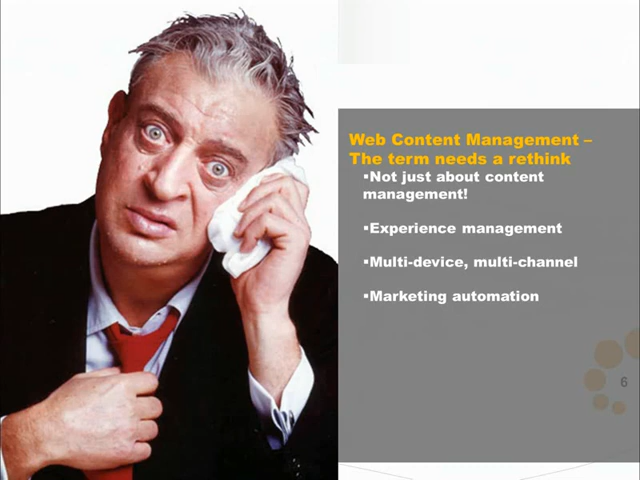 Web Content Management –
The term needs a rethink
▪Not just about content
management!
▪Experience management
▪Multi-device, multi-channel
▪Marketing automation
6